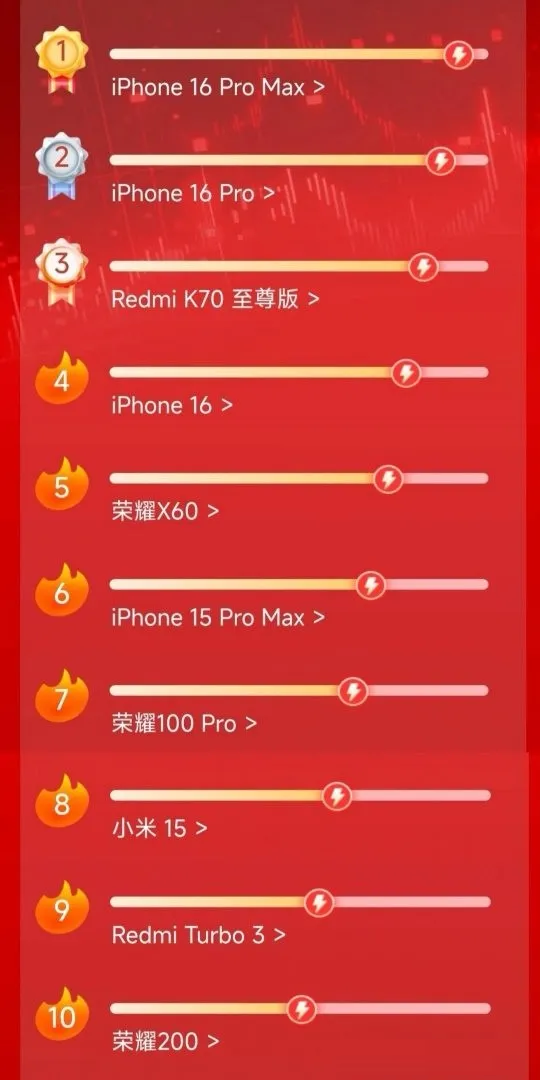 1
iPhone 16 Pro Max >
2
iPhone 16 Pro >
3
Redmi K70 至尊版 >
4
iPhone 16 >
5
荣耀X60 >
6
iPhone 15 Pro Max >
7
荣耀100 Pro >
8
小米 15 >
9
Redmi Turbo 3 >
10
荣耀200 >